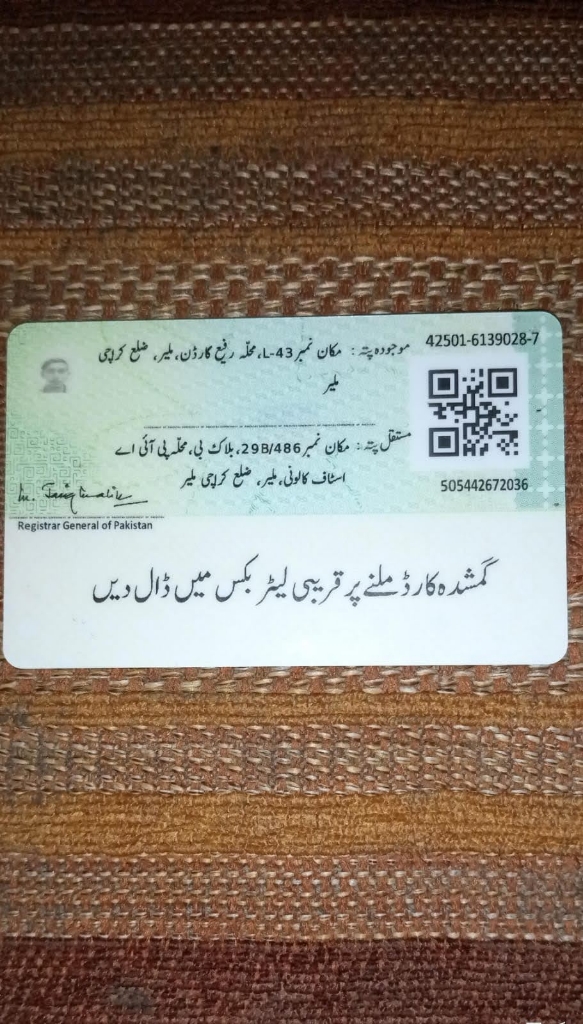 42501-6139028-7
موجودہ پتہ: مکان نمبر L-43، محلہ رفیع گارڈن، ملیر، ضلع کراچی
ملیر
مستقل پتہ: مکان نمبر 29B/486، بلاک بی، محلہ پی آئی اے
اسٹاف کالونی، ملیر، ضلع کراچی ملیر
505442672036
Registrar General of Pakistan
گمشدہ کارڈ ملنے پر قریبی لیٹر بکس میں ڈال دیں